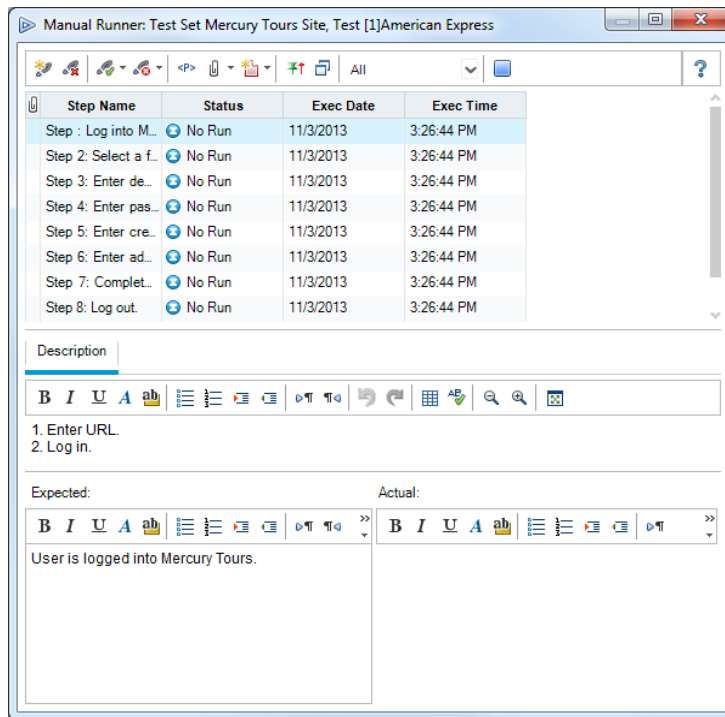 Manual Runner: Test Set Mercury Tours Site, Test [1]American Express
<P> All ?
Step Name Status Exec Date Exec Time
Step : Log into M... No Run 11/3/2013 3:26:44 PM
Step 2: Select a f... No Run 11/3/2013 3:26:44 PM
Step 3: Enter de... No Run 11/3/2013 3:26:44 PM
Step 4: Enter pas... No Run 11/3/2013 3:26:44 PM
Step 5: Enter cre... No Run 11/3/2013 3:26:44 PM
Step 6: Enter ad... No Run 11/3/2013 3:26:44 PM
Step 7: Complet... No Run 11/3/2013 3:26:44 PM
Step 8: Log out. No Run 11/3/2013 3:26:44 PM
Description
B I U A ab
1. Enter URL.
2. Log in.
Expected: Actual:
B I U A ab B I U A ab
User is logged into Mercury Tours.